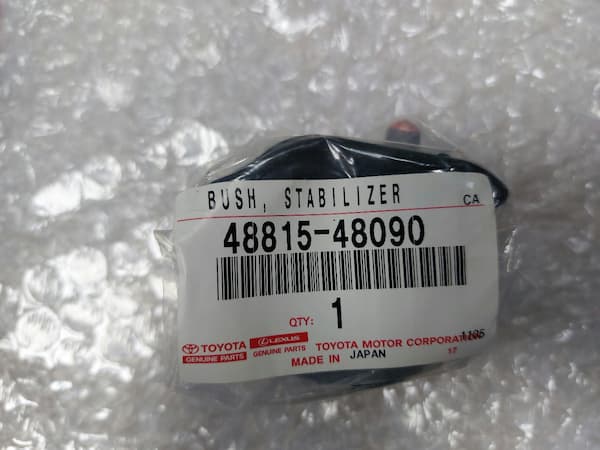 BUSH, STABILIZER
CA
48815-48090
QTY: 1
TOYOTA LEXUS TOYOTA MOTOR CORPORATION
GENUINE PARTS GENUINE PARTS
MADE IN JAPAN